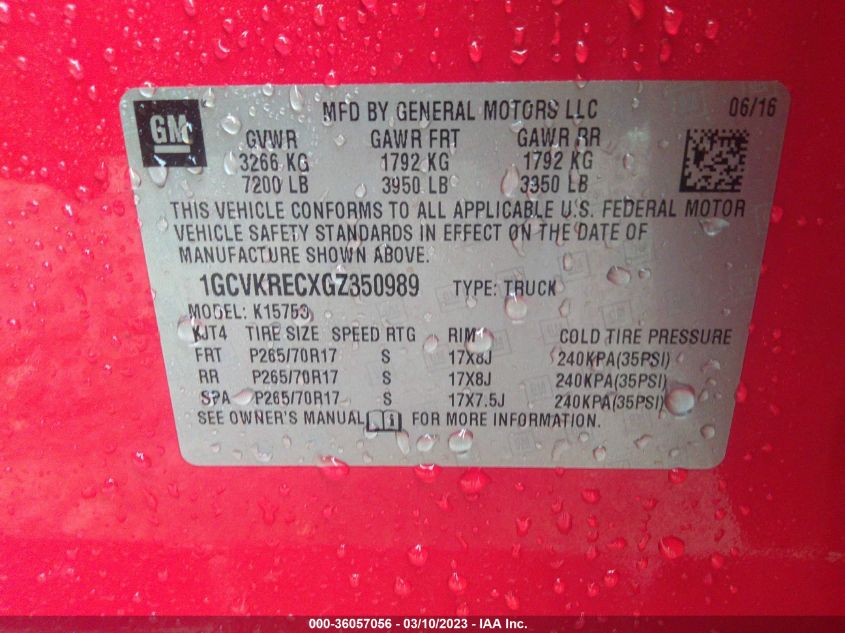 GM
MFD BY GENERAL MOTORS LLC 06/16
GVWR GAWR FRT GAWR RR
3266 KG 1792 KG 1792 KG
7200 LB 3950 LB 3950 LB
THIS VEHICLE CONFORMS TO ALL APPLICABLE U.S. FEDERAL MOTOR
VEHICLE SAFETY STANDARDS IN EFFECT ON THE DATE OF
MANUFACTURE SHOWN ABOVE.
1GCVKRECXGZ350989 TYPE: TRUCK
MODEL: K15753
KJT4 TIRE SIZE SPEED RTG RIM COLD TIRE PRESSURE
FRT P265/70R17 S 17X8J 240KPA(35PSI)
RR P265/70R17 S 17X8J 240KPA(35PSI)
SPA P265/70R17 S 17X7.5J 240KPA(35PSI)
SEE OWNER'S MANUAL FOR MORE INFORMATION.
000-36057056 - 03/10/2023 - IAA Inc.